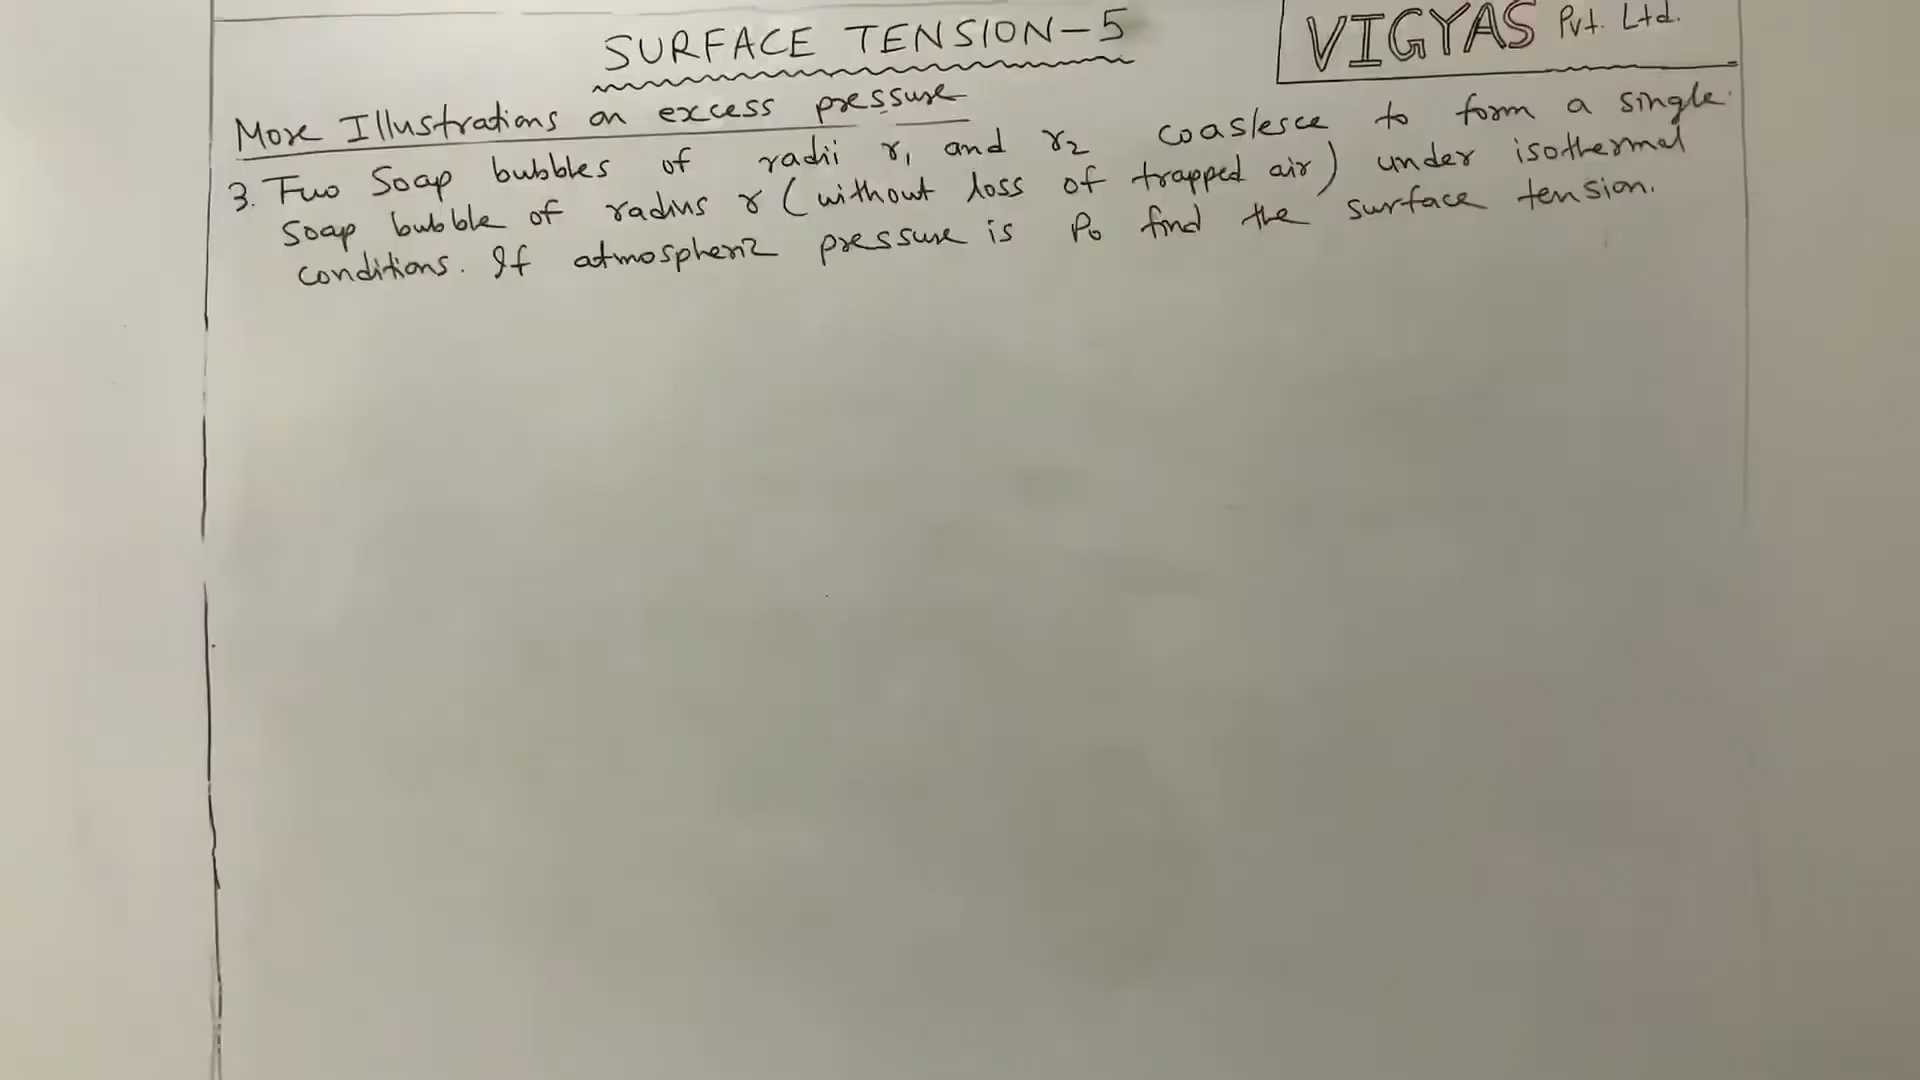 SURFACE TENSION-5
VIGYAS Pvt. Ltd.
More Illustrations on excess pressure
3. Two Soap bubbles of radii r1 and r2 coaslesce to form a single
Soap bubble of radius r (without loss of trapped air) under isothermal
conditions. If atmospheric pressure is P0 find the surface tension.